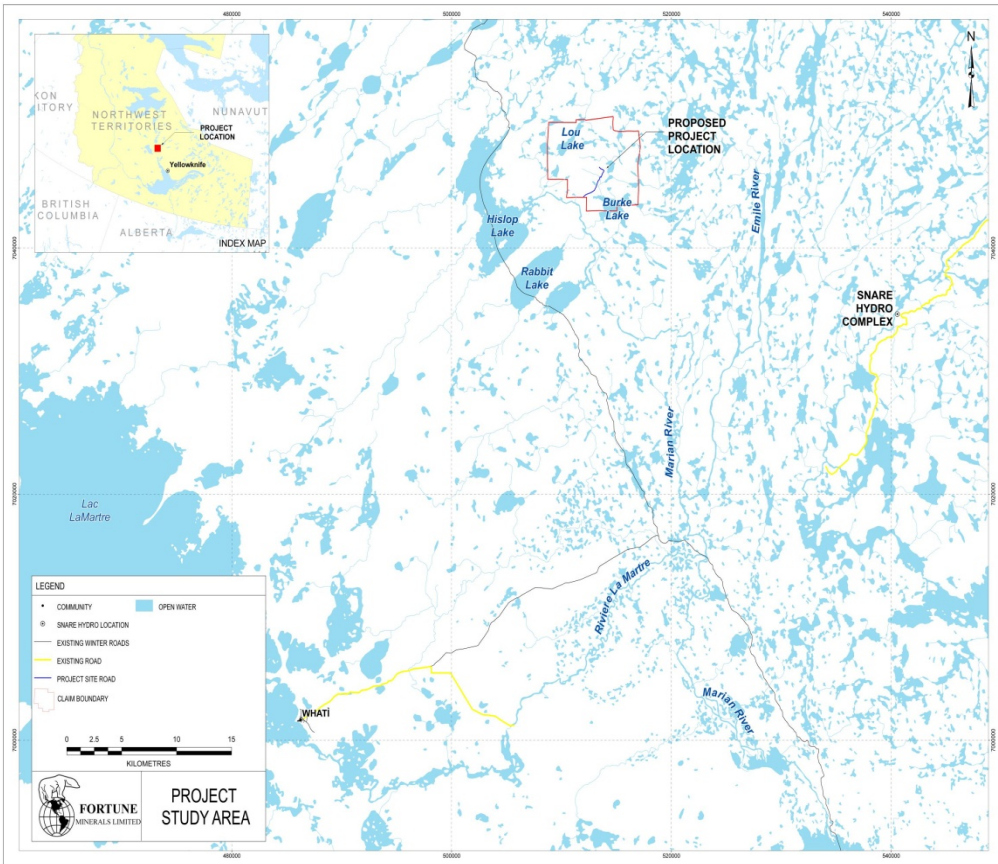 480000
500000
520000
540000
N
KON
ITORY
NORTHWEST
TERRITORIES
NUNAVUT
PROJECT
LOCATION
Yellowknife
BRITISH
COLUMBIA
ALBERTA
INDEX MAP
Lou
Lake
PROPOSED
PROJECT
LOCATION
Burke
Lake
Hislop
Lake
Rabbit
Lake
Emile River
7040000
7040000
SNARE
HYDRO
COMPLEX
Marian River
7020000
7020000
Lac
LaMartre
Riviere La Martre
Marian River
WHATÌ
7000000
7000000
LEGEND
COMMUNITY
OPEN WATER
SNARE HYDRO LOCATION
EXISTING WINTER ROADS
EXISTING ROAD
PROJECT SITE ROAD
CLAIM BOUNDARY
0 2.5 5 10 15
KILOMETRES
FORTUNE
MINERALS LIMITED
PROJECT
STUDY AREA
480000
500000
520000
540000